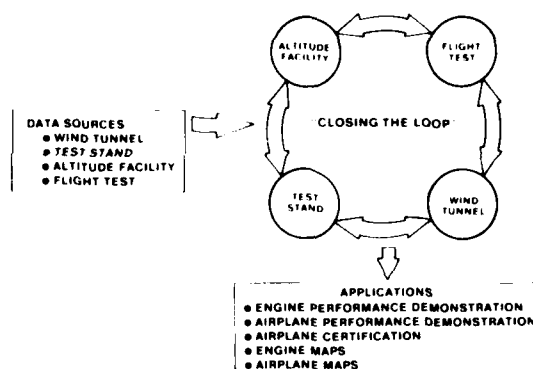 ALTITUDE
FACILITY
FLIGHT
TEST
DATA SOURCES
● WIND TUNNEL
● TEST STAND
● ALTITUDE FACILITY
● FLIGHT TEST
CLOSING THE LOOP
TEST
STAND
WIND
TUNNEL
APPLICATIONS
● ENGINE PERFORMANCE DEMONSTRATION
● AIRPLANE PERFORMANCE DEMONSTRATION
● AIRPLANE CERTIFICATION
● ENGINE MAPS
● AIRPLANE MAPS